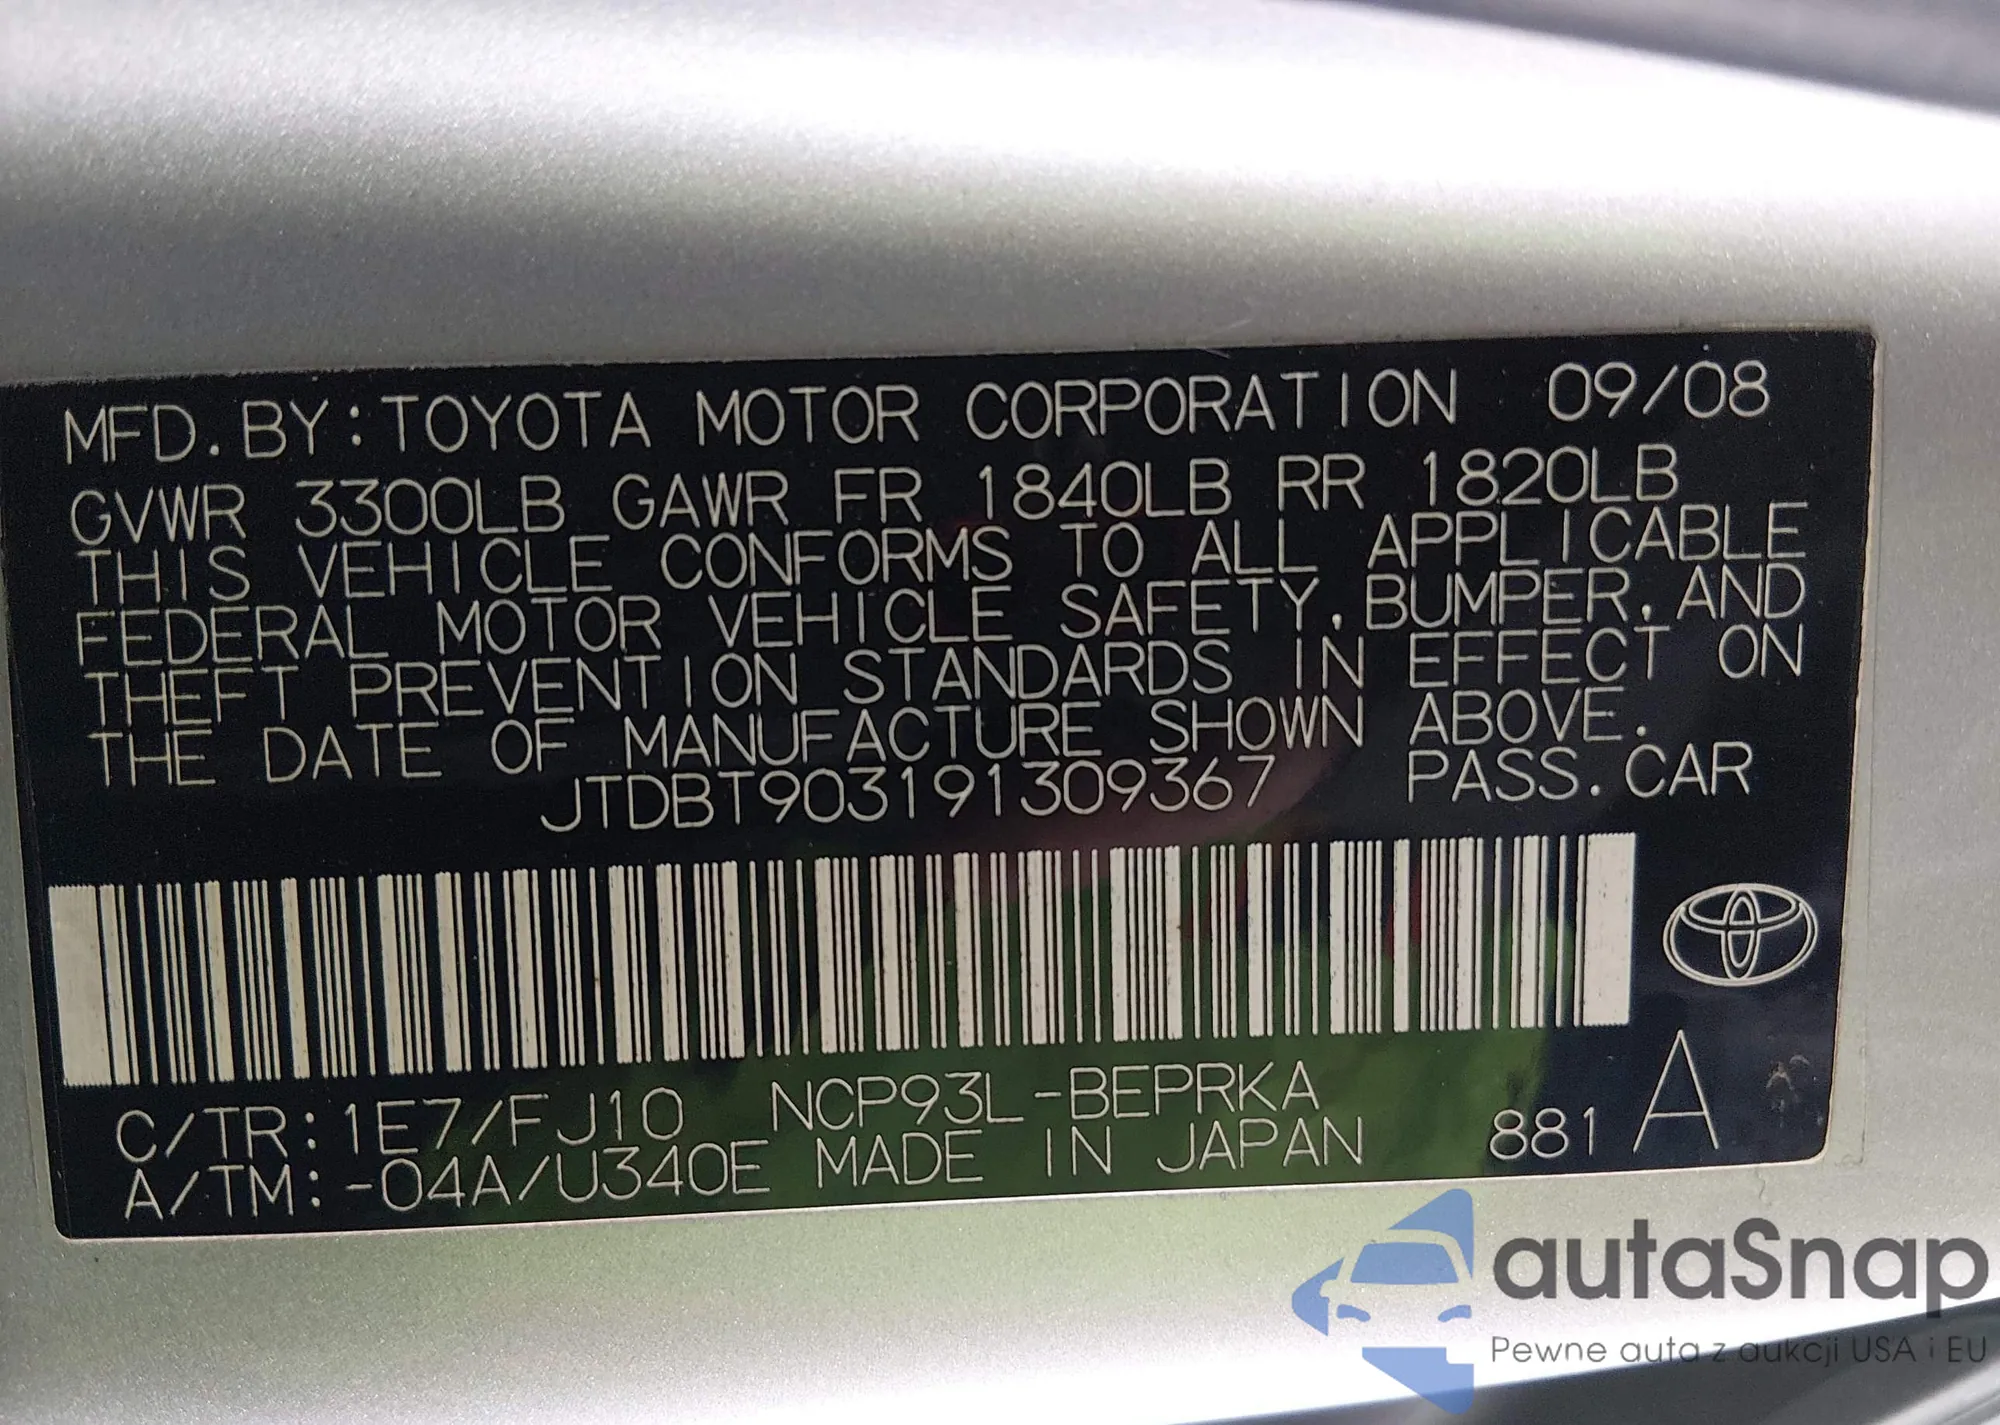 MFD. BY: TOYOTA MOTOR CORPORATION 09/08
GVWR 3300LB GAWR FR 1840LB RR 1820LB
THIS VEHICLE CONFORMS TO ALL APPLICABLE
FEDERAL MOTOR VEHICLE SAFETY, BUMPER, AND
THEFT PREVENTION STANDARDS IN EFFECT ON
THE DATE OF MANUFACTURE SHOWN ABOVE.
JTDBT903191309367 PASS. CAR
C/TR: 1E7/FJ10 NCP93L-BEPRKA
A/TM: -04A/U340E MADE IN JAPAN 881 A
autaSnap
Pewne auta z aukcji USA i EU